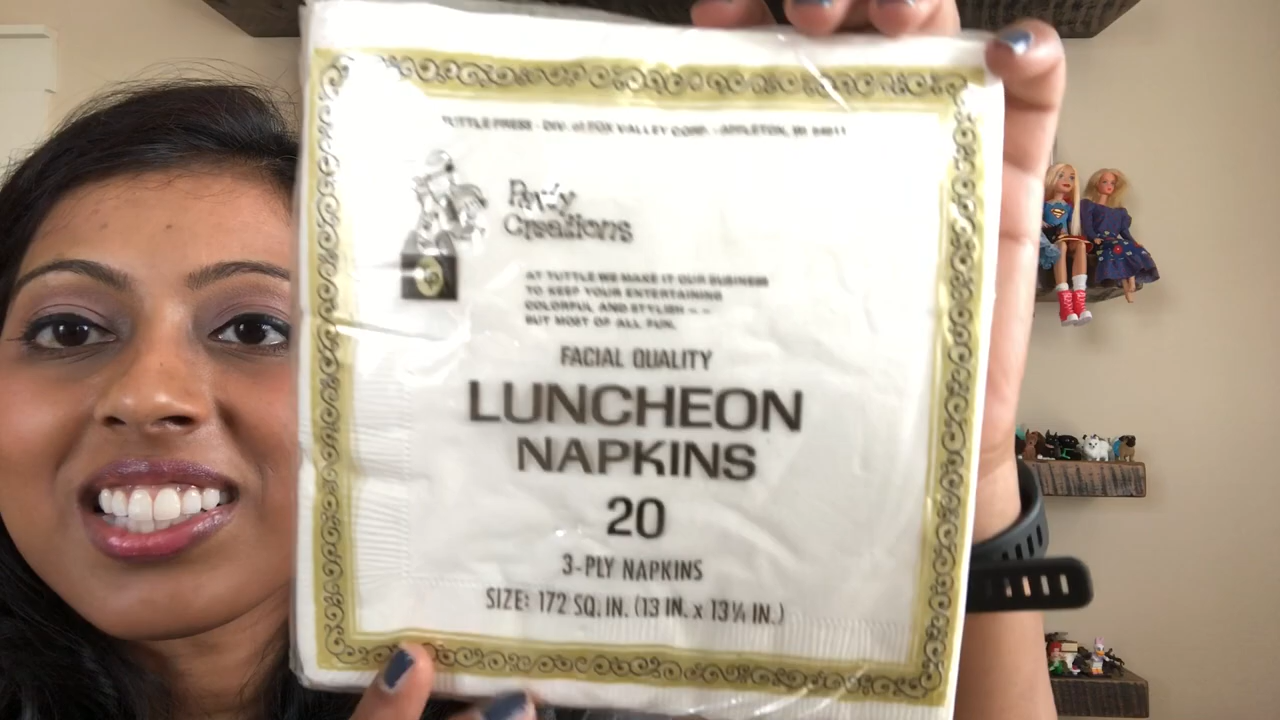 TUTTLE PRESS - DIV. of FOX VALLEY CORP. - APPLETON, WI 54911
Party
Creations
AT TUTTLE WE MAKE IT OUR BUSINESS
TO KEEP YOUR ENTERTAINING
COLORFUL AND STYLISH – –
BUT MOST OF ALL FUN.
FACIAL QUALITY
LUNCHEON
NAPKINS
20
3-PLY NAPKINS
SIZE: 172 SQ. IN. (13 IN. x 13¼ IN.)